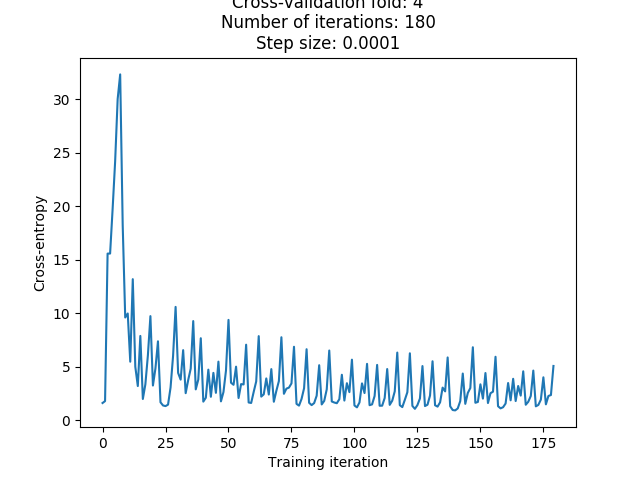 Cross-validation fold: 4
Number of iterations: 180
Step size: 0.0001
30
25
20
15
10
5
0
Cross-entropy
0 25 50 75 100 125 150 175
Training iteration